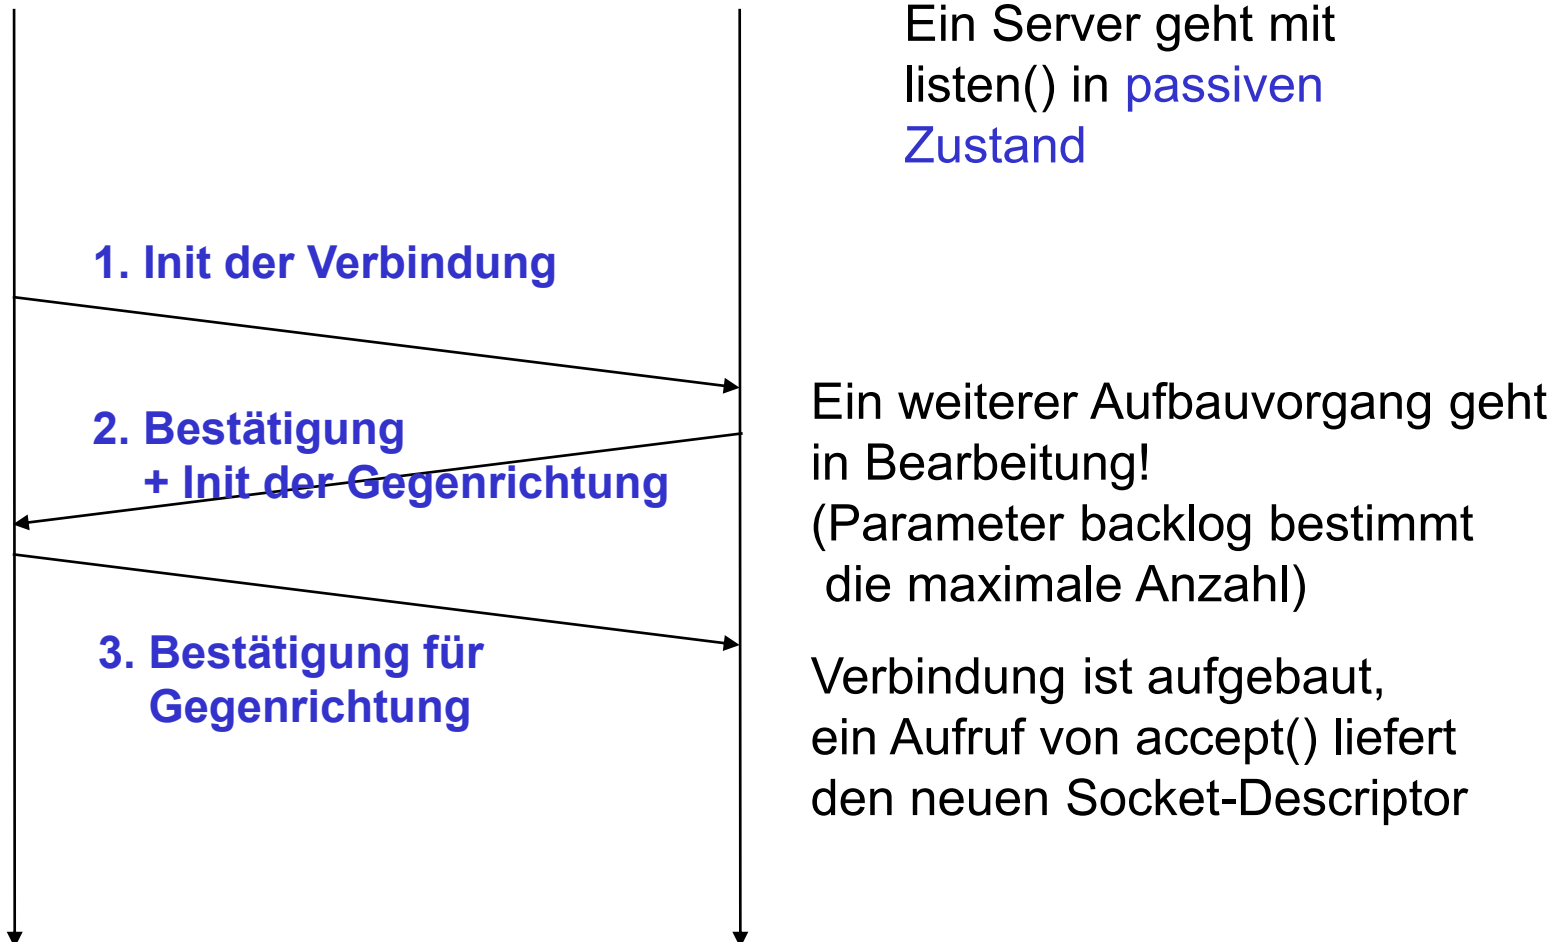 Ein Server geht mit
listen() in passiven
Zustand
1. Init der Verbindung
2. Bestätigung
+ Init der Gegenrichtung
Ein weiterer Aufbauvorgang geht
in Bearbeitung!
(Parameter backlog bestimmt
die maximale Anzahl)
3. Bestätigung für
Gegenrichtung
Verbindung ist aufgebaut,
ein Aufruf von accept() liefert
den neuen Socket-Descriptor